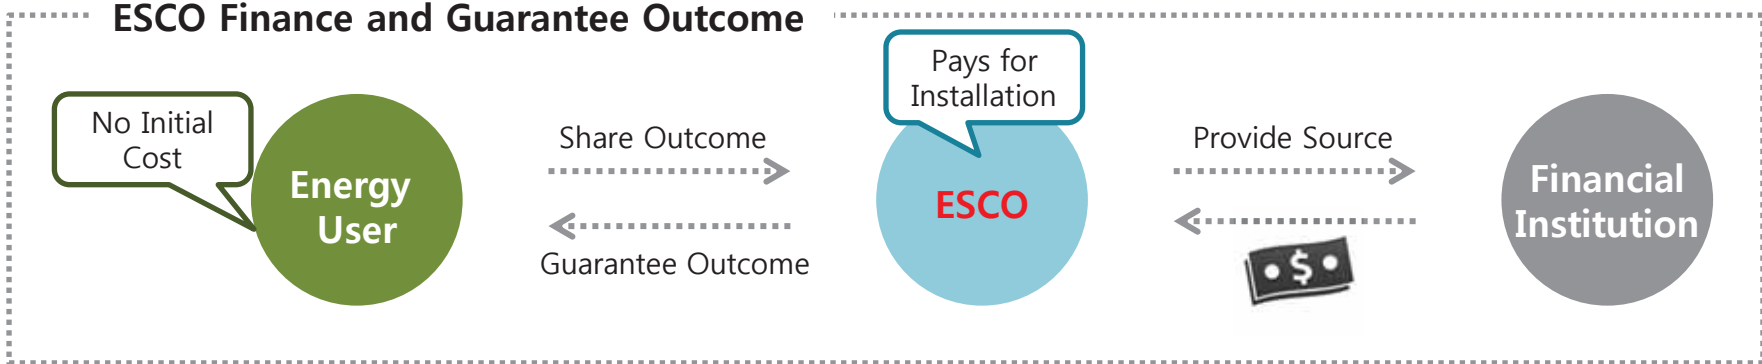 ESCO Finance and Guarantee Outcome
No Initial
Cost
Energy
User
Share Outcome
Guarantee Outcome
Pays for
Installation
ESCO
Provide Source
$
Financial
Institution